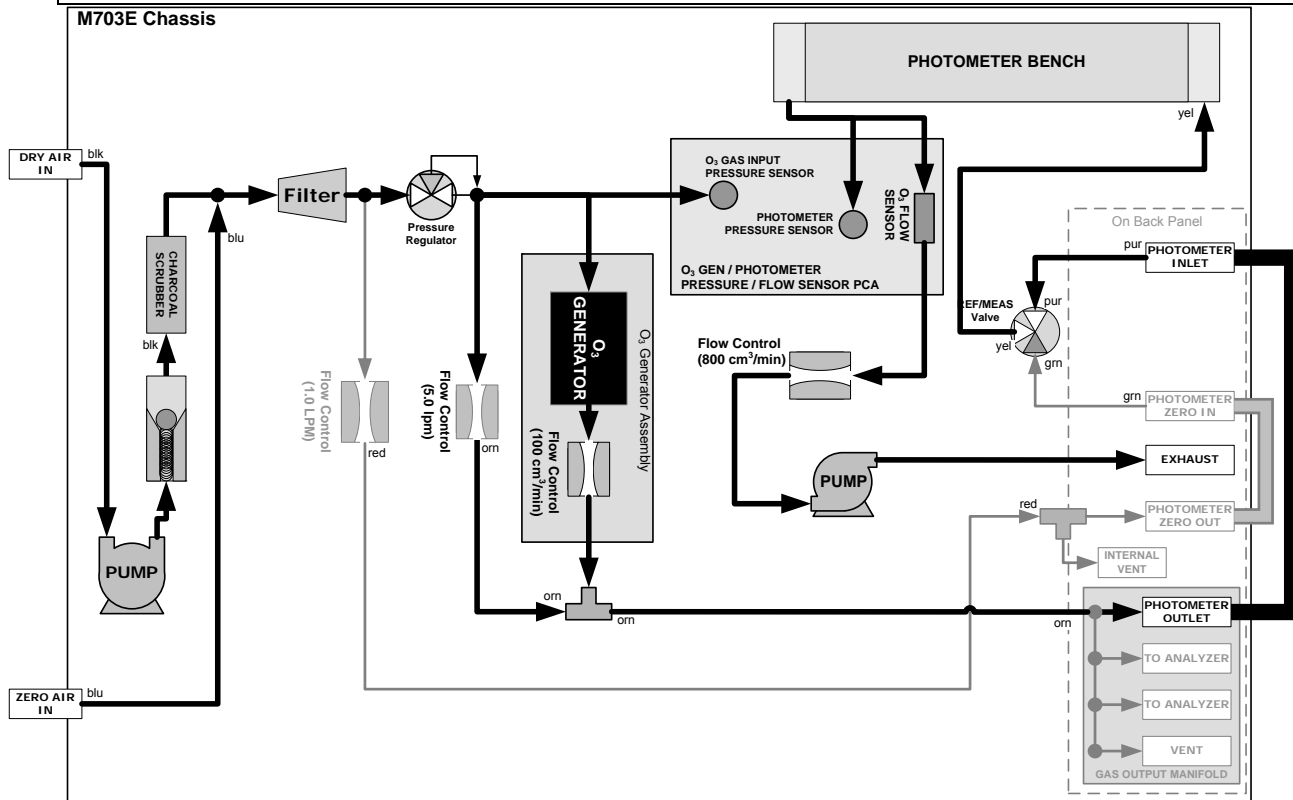 M703E Chassis
PHOTOMETER BENCH
yel
DRY AIR
IN
blk
O₃ GAS INPUT
PRESSURE SENSOR
PHOTOMETER
PRESSURE SENSOR
O₃ FLOW
SENSOR
O₃ GEN / PHOTOMETER
PRESSURE / FLOW SENSOR PCA
Filter
Pressure
Regulator
blu
CHARCOAL
SCRUBBER
blk
On Back Panel
pur
PHOTOMETER
INLET
pur
REF/MEAS
Valve
yel
grn
grn
PHOTOMETER
ZERO IN
O₃
GENERATOR
O₃ Generator Assembly
Flow Control
(800 cm³/min)
Flow Control
(1.0 LPM)
red
Flow Control
(5.0 lpm)
orn
Flow Control
(100 cm³/min)
PUMP
EXHAUST
red
PHOTOMETER
ZERO OUT
INTERNAL
VENT
PUMP
orn
orn
orn
PHOTOMETER
OUTLET
TO ANALYZER
TO ANALYZER
VENT
GAS OUTPUT MANIFOLD
ZERO AIR
IN
blu